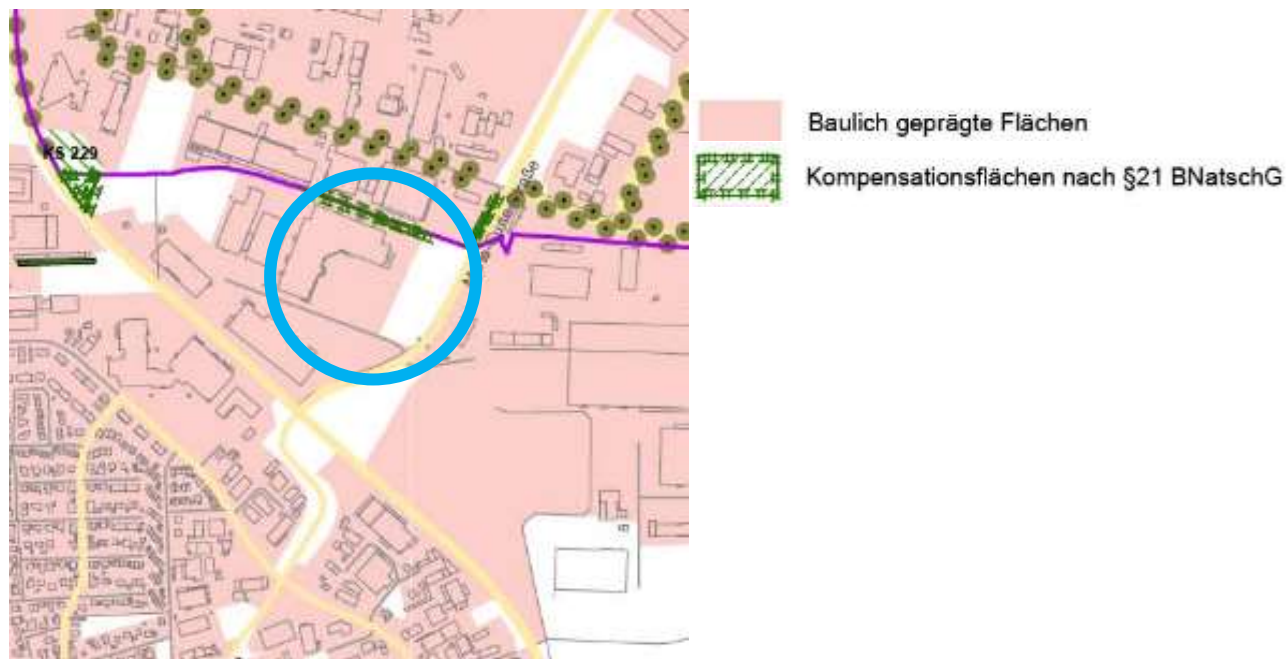 KS 229
Baulich geprägte Flächen
Kompensationsflächen nach §21 BNatschG